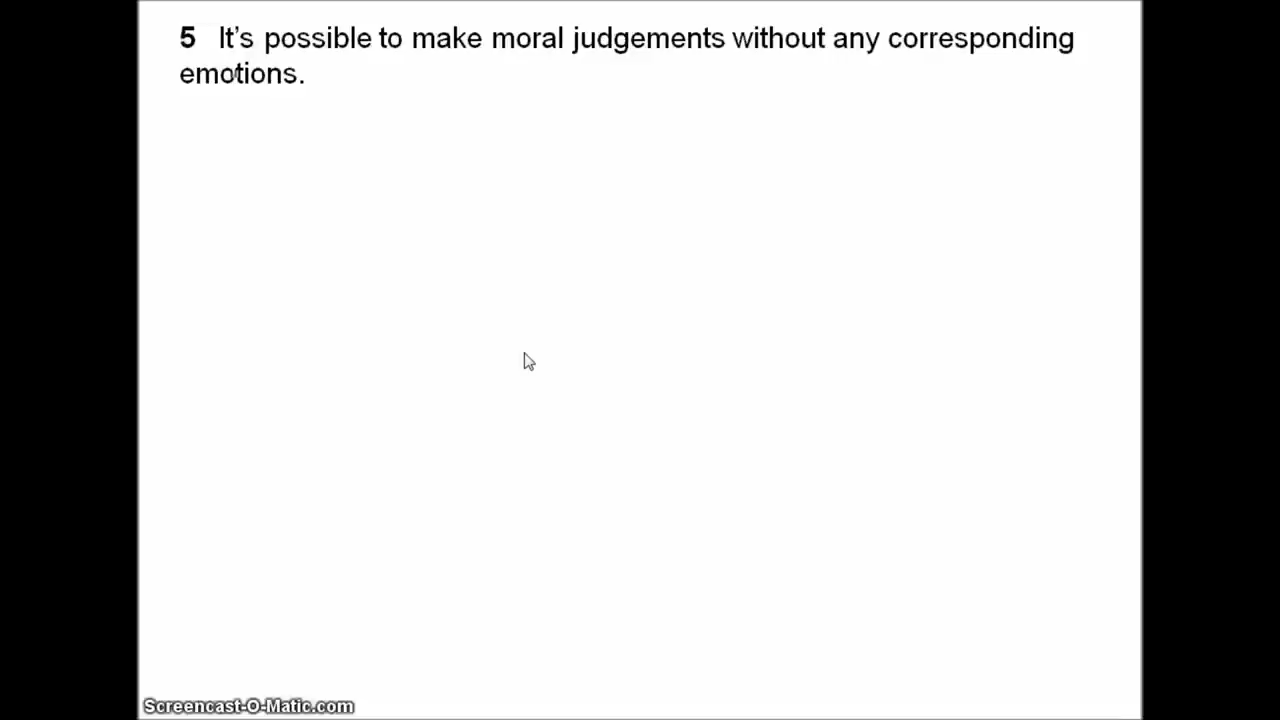 5 It's possible to make moral judgements without any corresponding
emotions.
Screencast-O-Matic.com